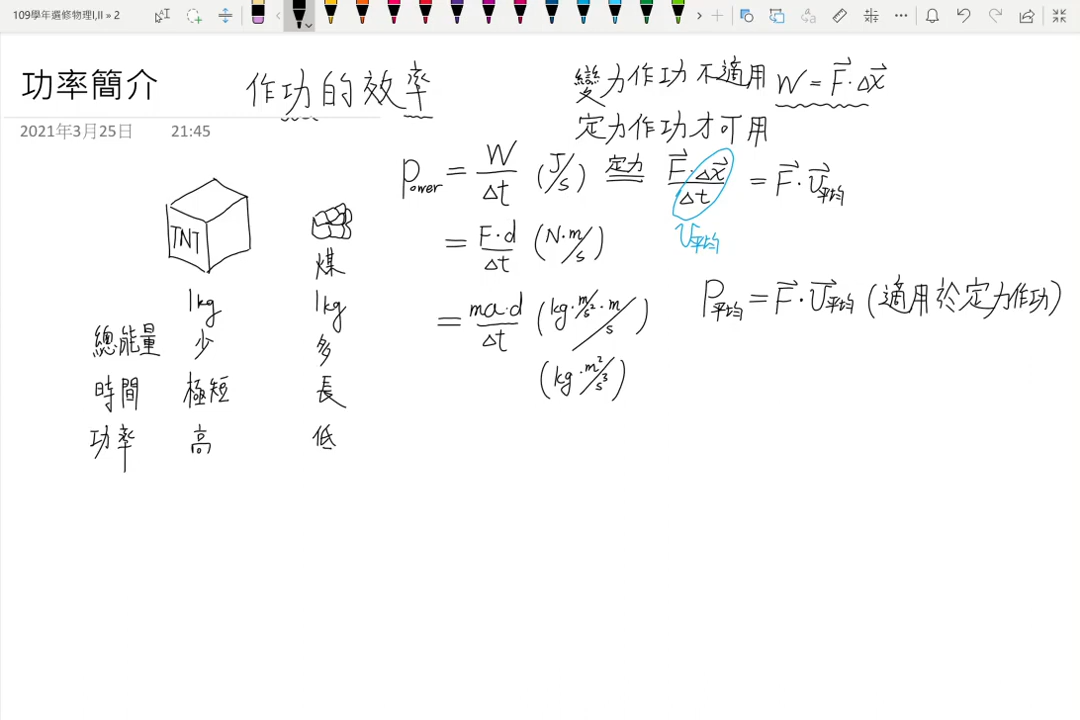 109學年選修物理I,II » 2
功率簡介 作功的效率
2021年3月25日 21:45
變力作功不適用 W = F⃗·Δx⃗
定力作功才可用
Power = W/Δt (J/s) 定力 F⃗·Δx⃗/Δt = F⃗·v⃗平均
v平均
= F·d/Δt (N·m/s)
= ma·d/Δt (kg·m/s²·m/s)
(kg·m²/s³)
P平均 = F⃗·v⃗平均 (適用於定力作功)
TNT
煤
1kg 1kg
總能量 少 多
時間 極短 長
功率 高 低